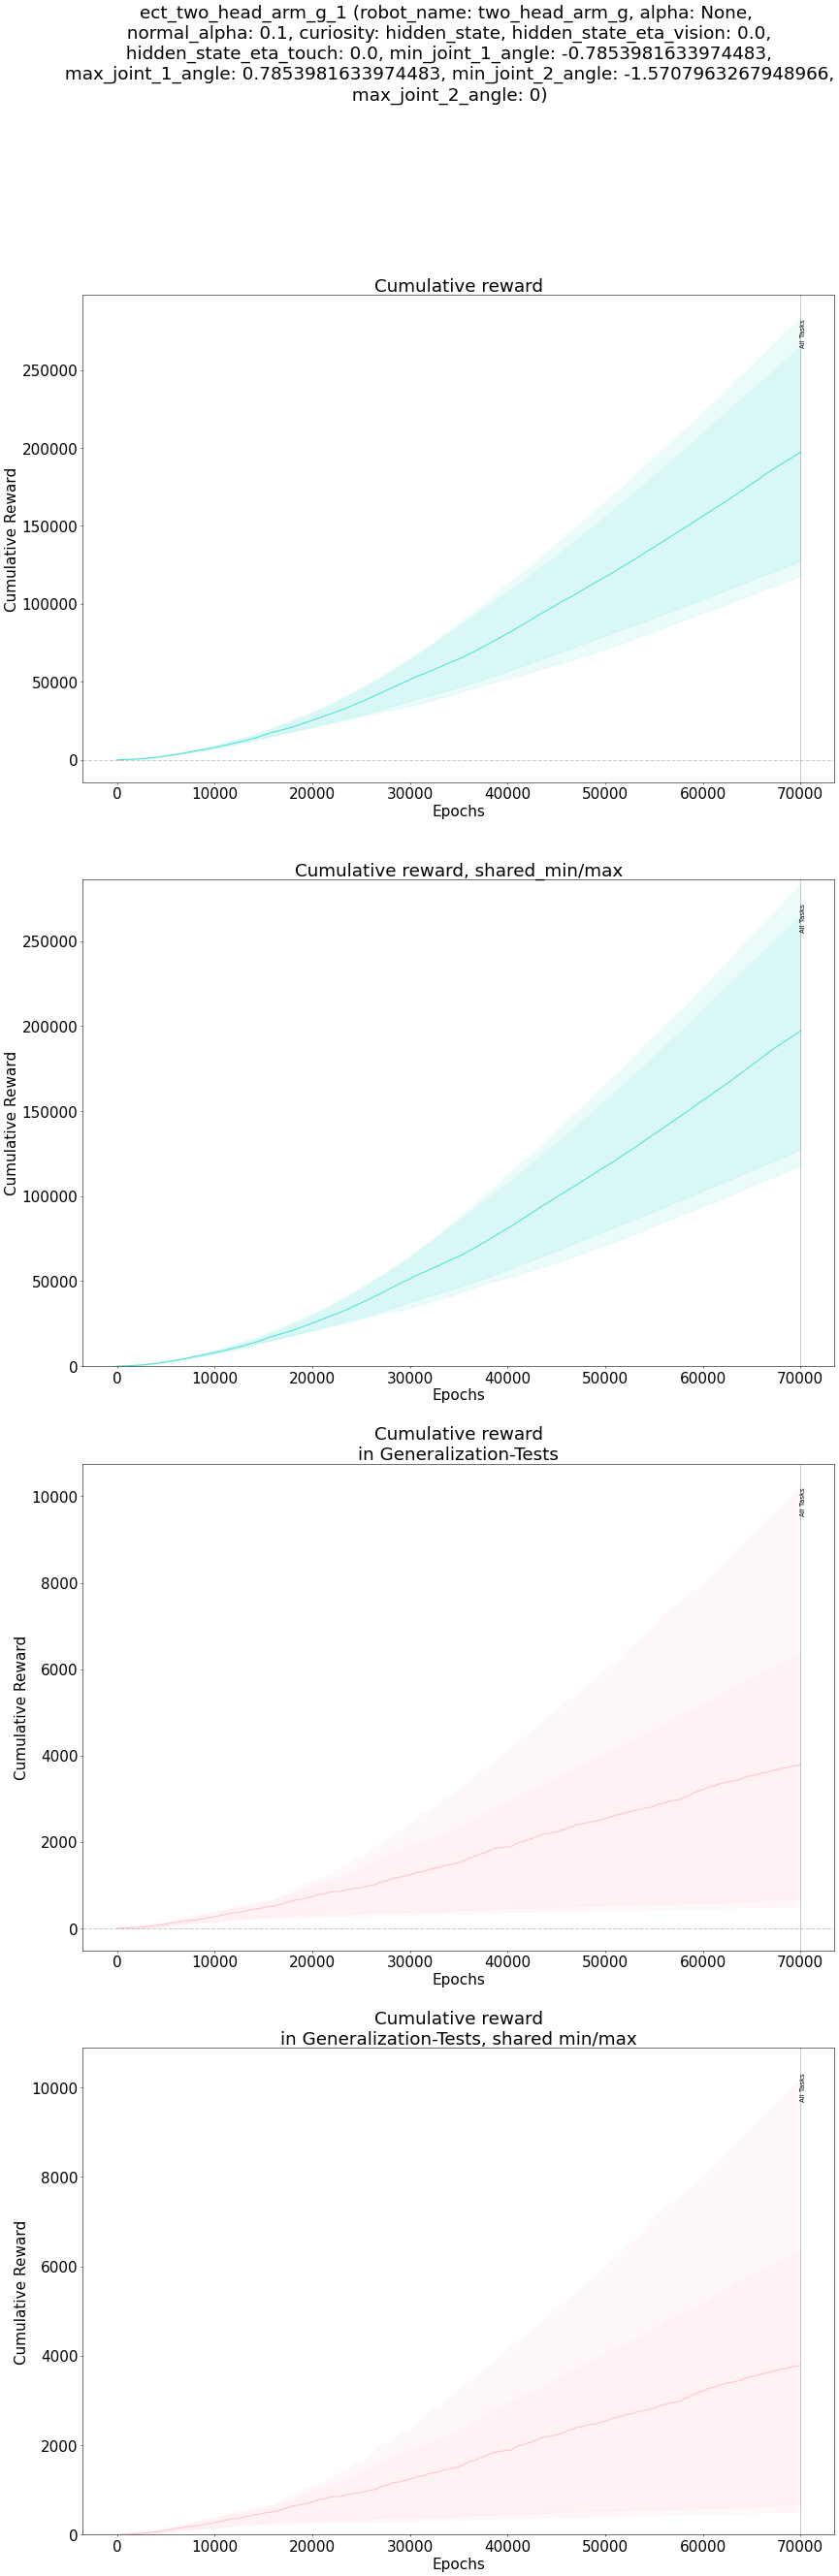 ect_two_head_arm_g_1 (robot_name: two_head_arm_g, alpha: None,
normal_alpha: 0.1, curiosity: hidden_state, hidden_state_eta_vision: 0.0,
hidden_state_eta_touch: 0.0, min_joint_1_angle: -0.7853981633974483,
max_joint_1_angle: 0.7853981633974483, min_joint_2_angle: -1.5707963267948966,
max_joint_2_angle: 0)
Cumulative reward
All Tasks
250000
200000
150000
100000
50000
0
Cumulative Reward
0 10000 20000 30000 40000 50000 60000 70000
Epochs
Cumulative reward, shared_min/max
All Tasks
250000
200000
150000
100000
50000
0
Cumulative Reward
0 10000 20000 30000 40000 50000 60000 70000
Epochs
Cumulative reward
in Generalization-Tests
All Tasks
10000
8000
6000
4000
2000
0
Cumulative Reward
0 10000 20000 30000 40000 50000 60000 70000
Epochs
Cumulative reward
in Generalization-Tests, shared min/max
All Tasks
10000
8000
6000
4000
2000
0
Cumulative Reward
0 10000 20000 30000 40000 50000 60000 70000
Epochs